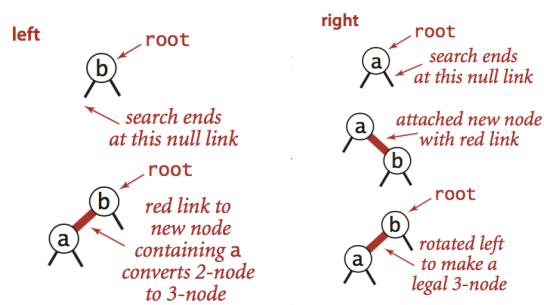 left
root
b
search ends
at this null link
root
b
a
red link to
new node
containing a
converts 2-node
to 3-node
right
root
a
search ends
at this null link
attached new node
with red link
a
b
root
b
a
rotated left
to make a
legal 3-node